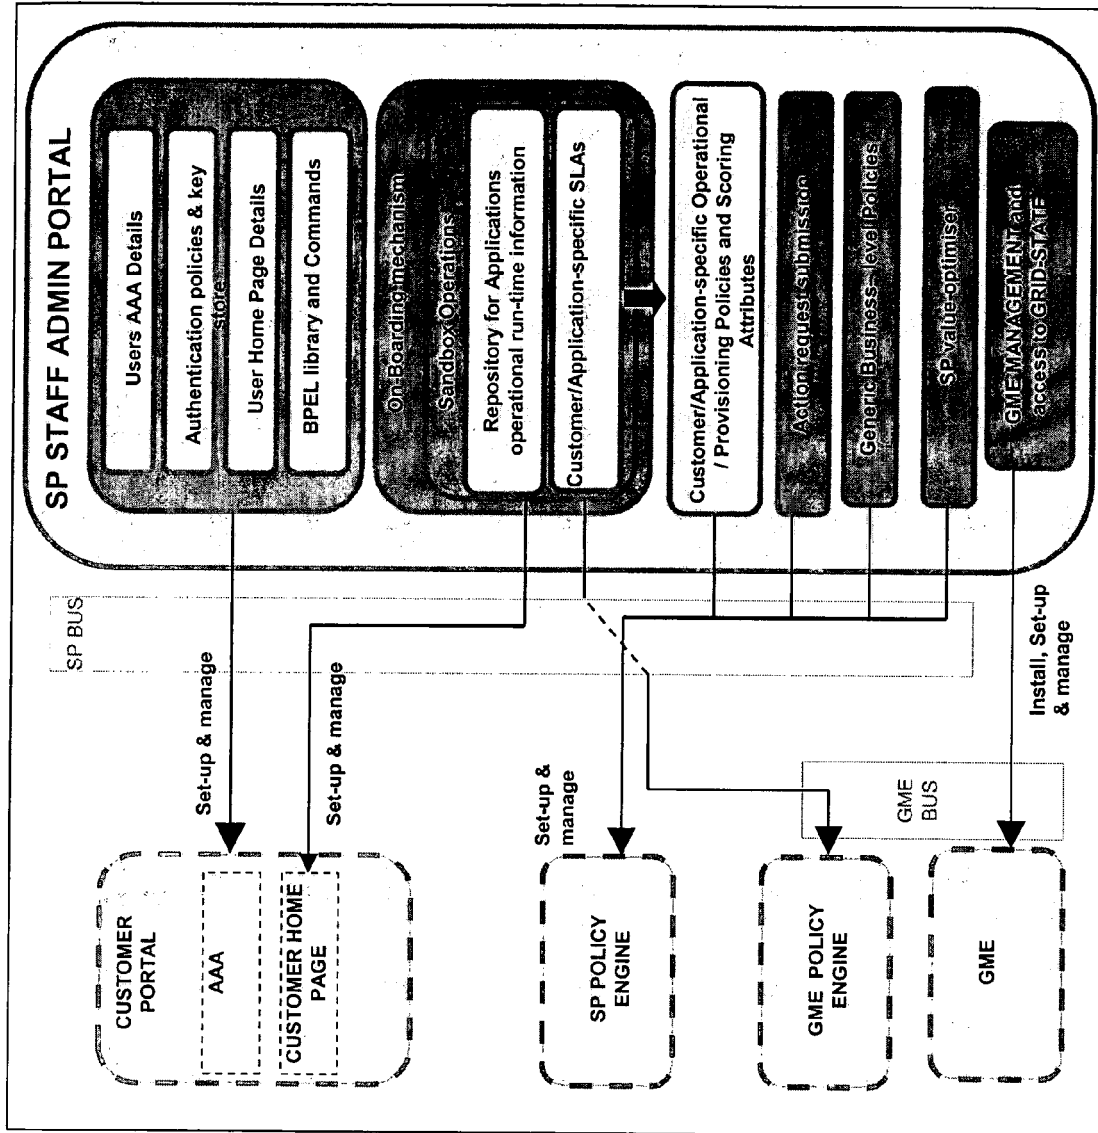 SP STAFF ADMIN PORTAL
Users AAA Details
Authentication policies & key
store
User Home Page Details
BPEL library and Commands
On-Boarding mechanism
Sandbox Operations
Repository for Applications
operational run-time information
Customer/Application-specific SLAs
Customer/Application-specific Operational
/ Provisioning Policies and Scoring
Attributes
Action request submission
Generic Business-level Policies
SP value-optimiser
GME MANAGEMENT and
access to GRID-STATE
SP BUS
Set-up & manage
Set-up & manage
Set-up &
manage
Install, Set-up
& manage
GME
BUS
CUSTOMER
PORTAL
AAA
CUSTOMER HOME
PAGE
SP POLICY
ENGINE
GME POLICY
ENGINE
GME